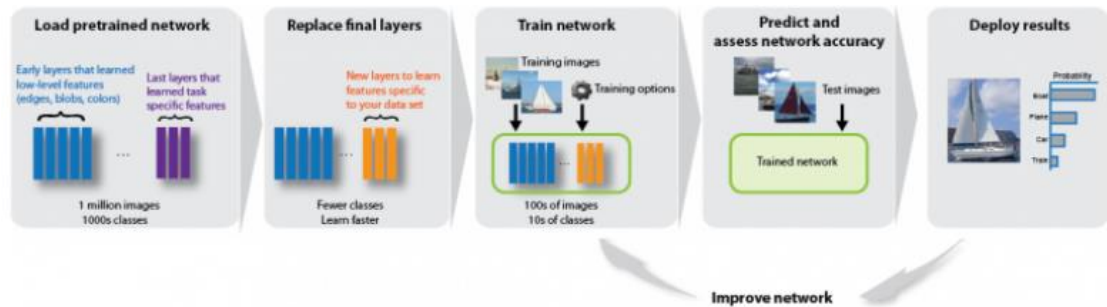 Load pretrained network
Early layers that learned
low-level features
(edges, blobs, colors)
Last layers that
learned task
specific features
...
1 million images
1000s classes
Replace final layers
New layers to learn
features specific
to your data set
...
Fewer classes
Learn faster
Train network
Training images
Training options
...
100s of images
10s of classes
Predict and
assess network accuracy
Test images
Trained network
Deploy results
Probability
Boat
Plane
Car
Train
Improve network